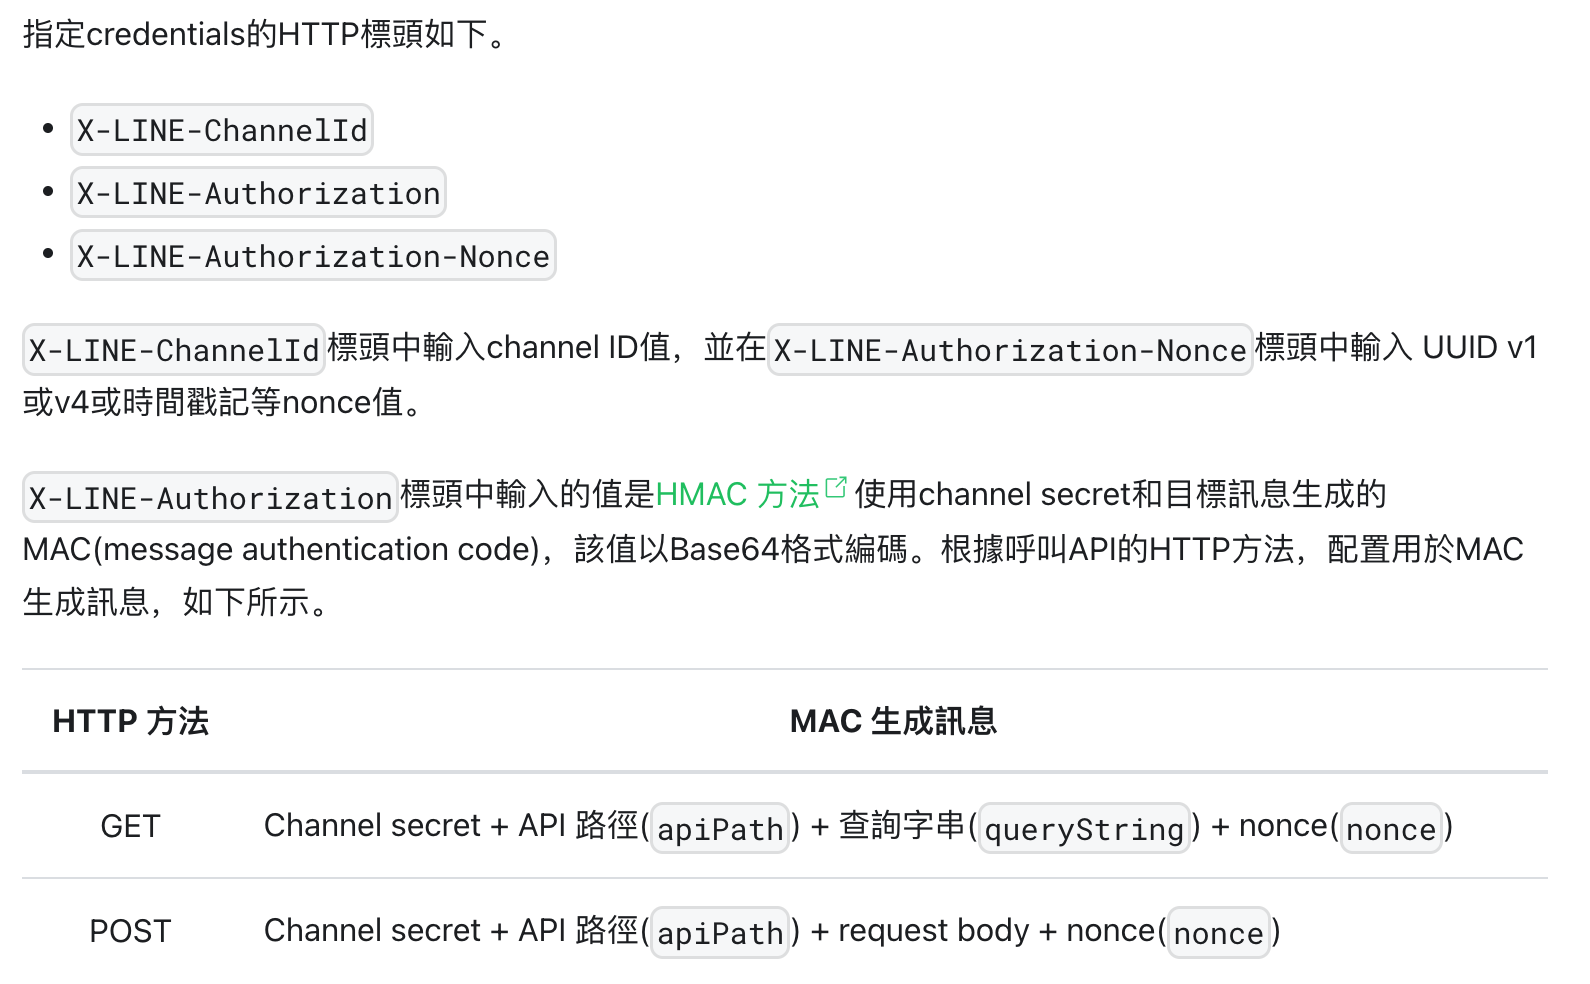 指定credentials的HTTP標頭如下。
• X-LINE-ChannelId
• X-LINE-Authorization
• X-LINE-Authorization-Nonce
X-LINE-ChannelId標頭中輸入channel ID值，並在X-LINE-Authorization-Nonce標頭中輸入 UUID v1
或v4或時間戳記等nonce值。
X-LINE-Authorization標頭中輸入的值是HMAC 方法 使用channel secret和目標訊息生成的
MAC(message authentication code)，該值以Base64格式編碼。根據呼叫API的HTTP方法，配置用於MAC
生成訊息，如下所示。
HTTP 方法 MAC 生成訊息
GET Channel secret + API 路徑(apiPath) + 查詢字串(queryString) + nonce(nonce)
POST Channel secret + API 路徑(apiPath) + request body + nonce(nonce)